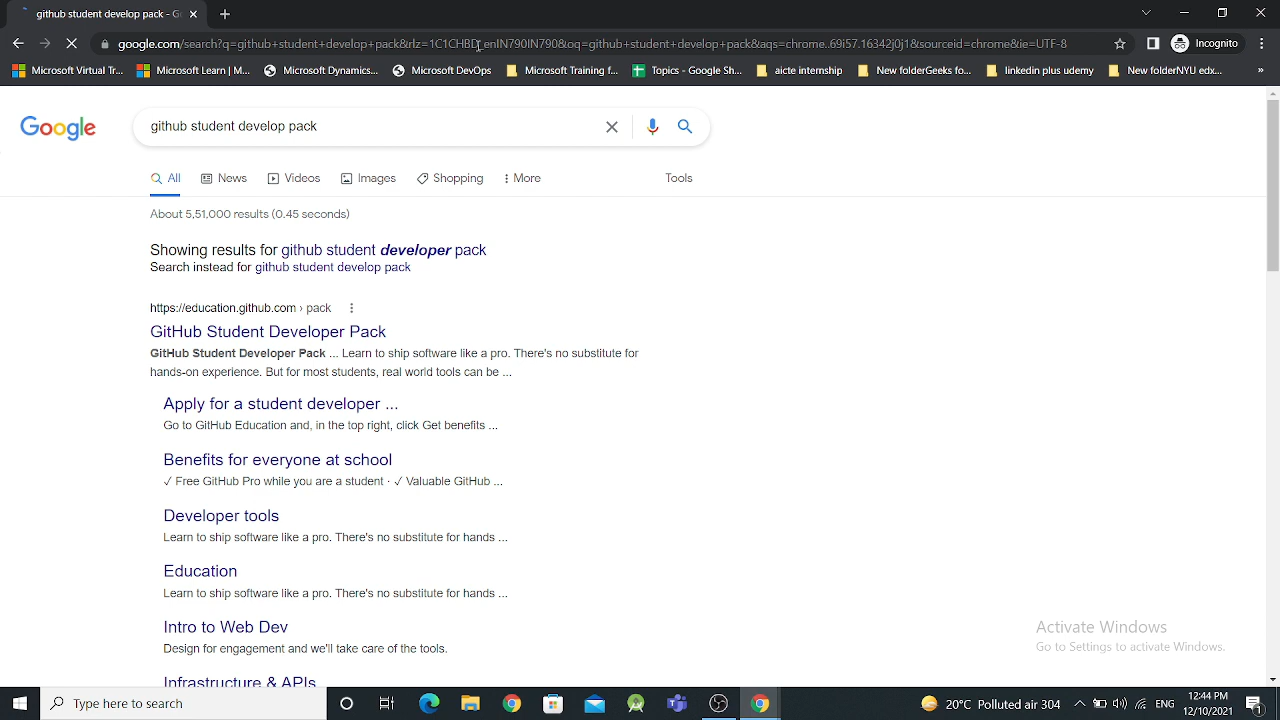 github student develop pack - Go
google.com/search?q=github+student+develop+pack&rlz=1C1CHBD_enIN790IN790&oq=github+student+develop+pack&aqs=chrome..69i57.16342j0j1&sourceid=chrome&ie=UTF-8
Incognito
Microsoft Virtual Tr...
Microsoft Learn | M...
Microsoft Dynamics...
Microsoft DevOps
Microsoft Training f...
Topics - Google Sh...
aicte internship
New folderGeeks fo...
linkedin plus udemy
New folderNYU edx...
»
Google
github student develop pack
All
News
Videos
Images
Shopping
More
Tools
About 5,51,000 results (0.45 seconds)
Showing results for github student developer pack
Search instead for github student develop pack
https://education.github.com › pack
GitHub Student Developer Pack
GitHub Student Developer Pack ... Learn to ship software like a pro. There's no substitute for
hands-on experience. But for most students, real world tools can be ...
Apply for a student developer ...
Go to GitHub Education and, in the top right, click Get benefits ...
Benefits for everyone at school
✓ Free GitHub Pro while you are a student · ✓ Valuable GitHub ...
Developer tools
Learn to ship software like a pro. There's no substitute for hands ...
Education
Learn to ship software like a pro. There's no substitute for hands ...
Intro to Web Dev
Design for engagement and we'll take care of the tools.
Infrastructure & APIs
Activate Windows
Go to Settings to activate Windows.
Type here to search
20°C Polluted air 304
ENG
12:44 PM
12/10/2021
1